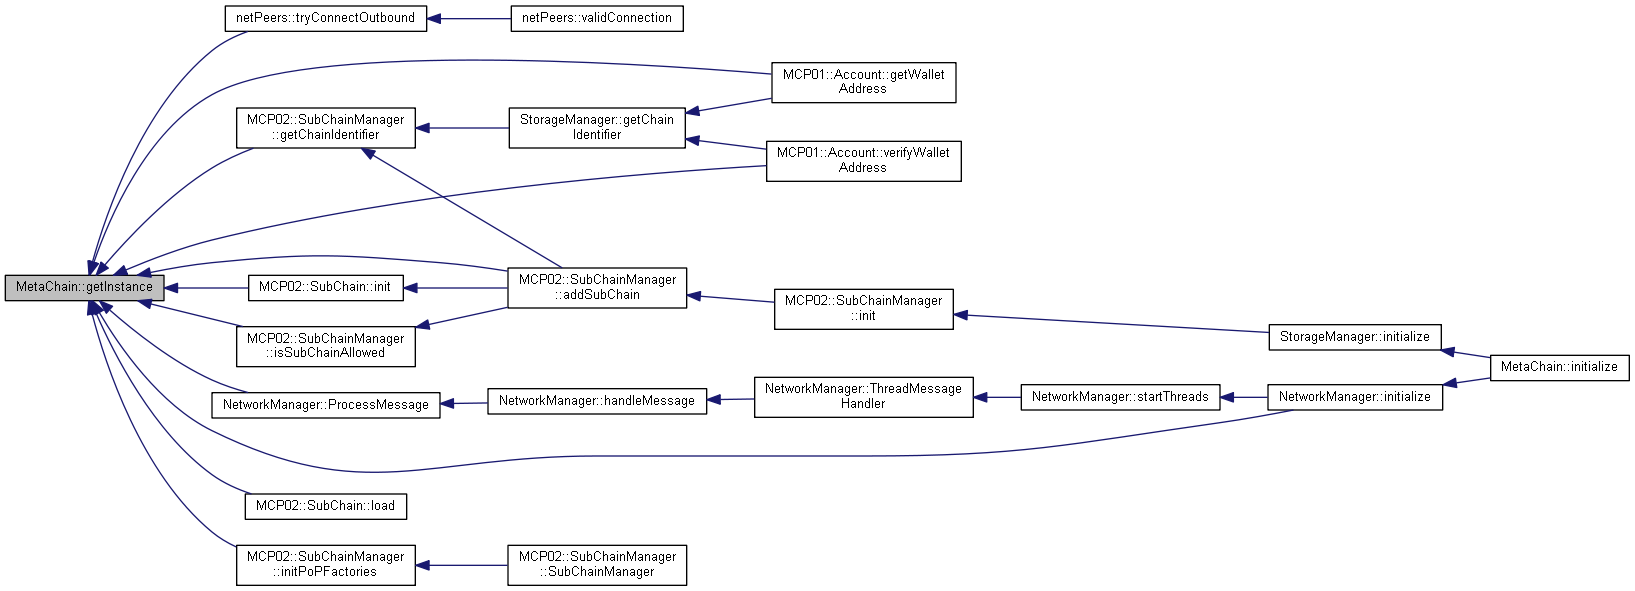 netPeers::tryConnectOutbound
netPeers::validConnection
MCP01::Account::getWallet
Address
MCP02::SubChainManager
::getChainIdentifier
StorageManager::getChain
Identifier
MCP01::Account::verifyWallet
Address
MetaChain::getInstance
MCP02::SubChain::init
MCP02::SubChainManager
::addSubChain
MCP02::SubChainManager
::init
MCP02::SubChainManager
::isSubChainAllowed
StorageManager::initialize
MetaChain::initialize
NetworkManager::ProcessMessage
NetworkManager::handleMessage
NetworkManager::ThreadMessage
Handler
NetworkManager::startThreads
NetworkManager::initialize
MCP02::SubChain::load
MCP02::SubChainManager
::initPoPFactories
MCP02::SubChainManager
::SubChainManager